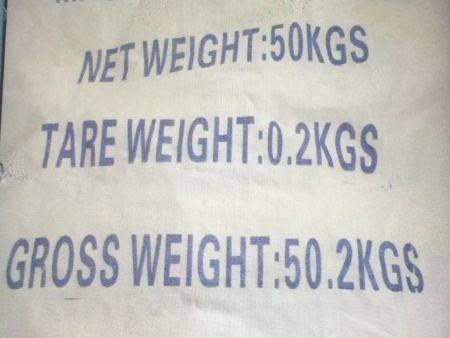 NET WEIGHT:50KGS
TARE WEIGHT:0.2KGS
GROSS WEIGHT:50.2KGS